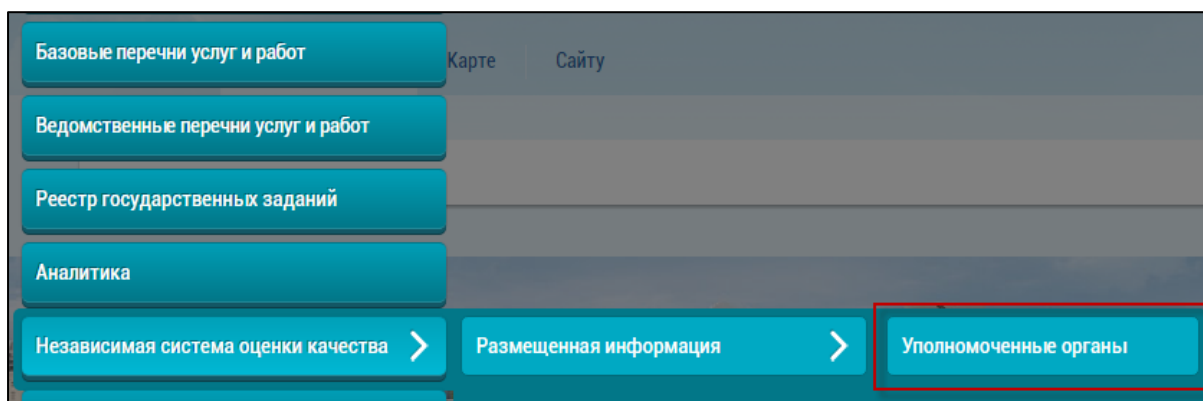 Базовые перечни услуг и работ
Карте Сайту
Ведомственные перечни услуг и работ
Реестр государственных заданий
Аналитика
Независимая система оценки качества
Размещенная информация
Уполномоченные органы